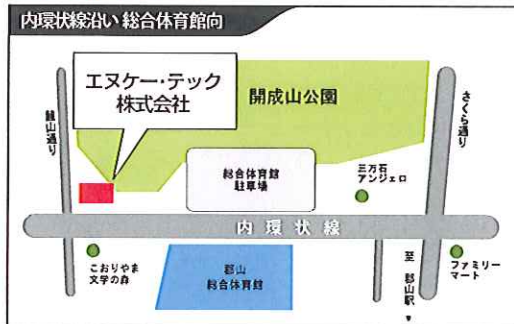 内環状線沿い 総合体育館向
エヌケー・テック
株式会社
開成山公園
さくら通り
麓山通り
総合体育館
駐車場
三万石
アンジェロ
内環状線
こおりやま
文学の森
郡山
総合体育館
至 郡山駅
ファミリー
マート